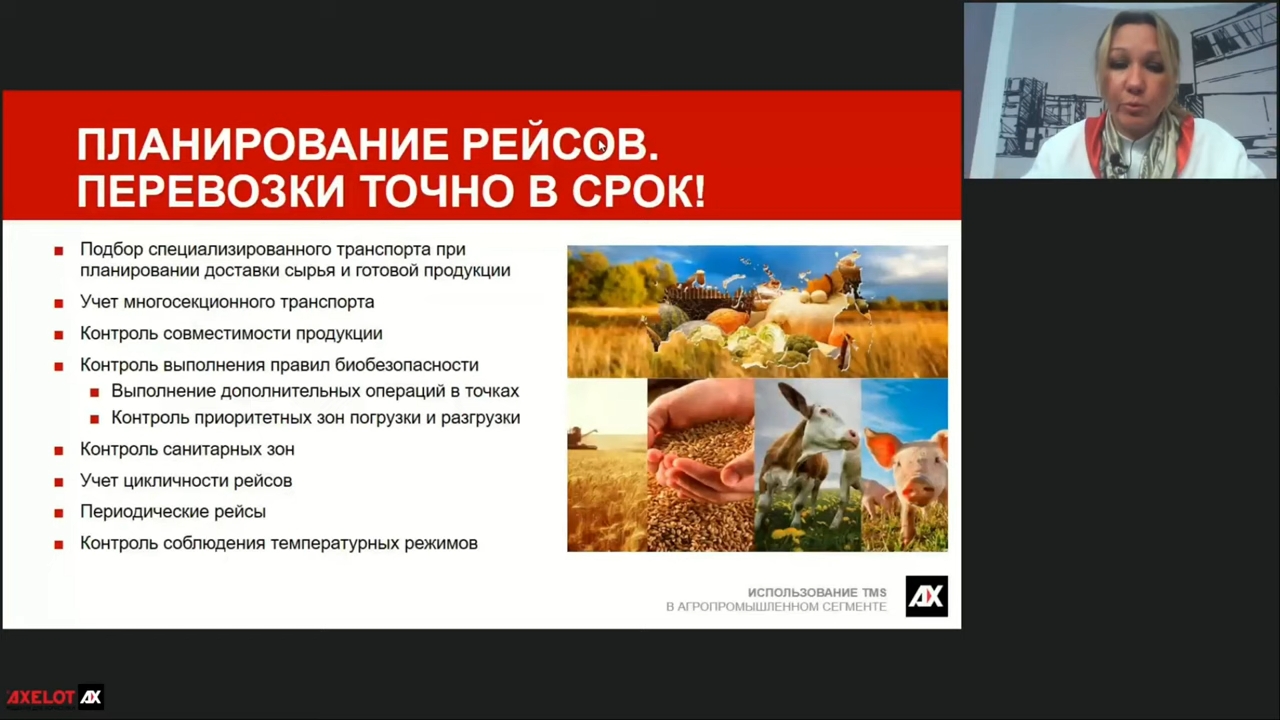 ПЛАНИРОВАНИЕ РЕЙСОВ.
ПЕРЕВОЗКИ ТОЧНО В СРОК!
Подбор специализированного транспорта при
планировании доставки сырья и готовой продукции
Учет многосекционного транспорта
Контроль совместимости продукции
Контроль выполнения правил биобезопасности
Выполнение дополнительных операций в точках
Контроль приоритетных зон погрузки и разгрузки
Контроль санитарных зон
Учет цикличности рейсов
Периодические рейсы
Контроль соблюдения температурных режимов
ИСПОЛЬЗОВАНИЕ TMS
В АГРОПРОМЫШЛЕННОМ СЕГМЕНТЕ
AX
AXELOT AX